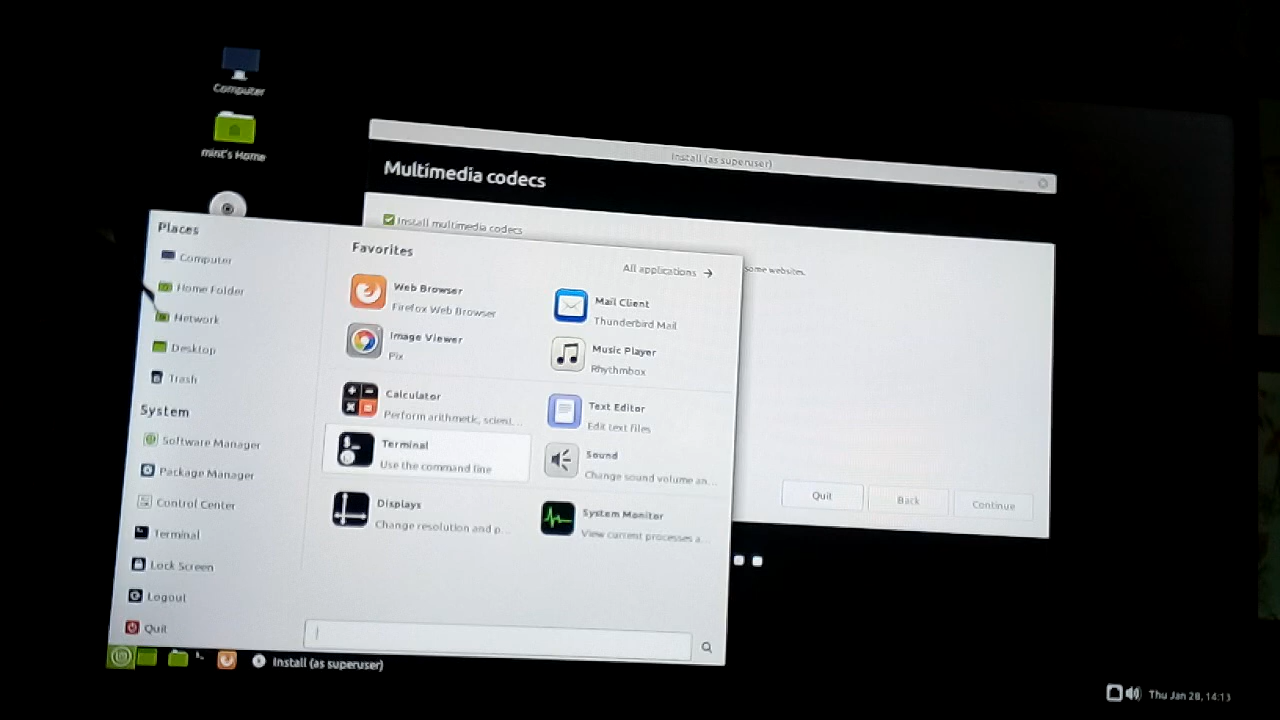 Computer
mint's Home
Install (as superuser)
Multimedia codecs
Install multimedia codecs
some websites.
Quit
Back
Continue
Places
Computer
Home Folder
Network
Desktop
Trash
System
Software Manager
Package Manager
Control Center
Terminal
Lock Screen
Logout
Quit
Favorites
All applications →
Web Browser
Firefox Web Browser
Mail Client
Thunderbird Mail
Image Viewer
Pix
Music Player
Rhythmbox
Calculator
Perform arithmetic, scient...
Text Editor
Edit text files
Terminal
Use the command line
Sound
Change sound volume an...
Displays
Change resolution and p...
System Monitor
View current processes a...
Install (as superuser)
Thu Jan 28, 14:13